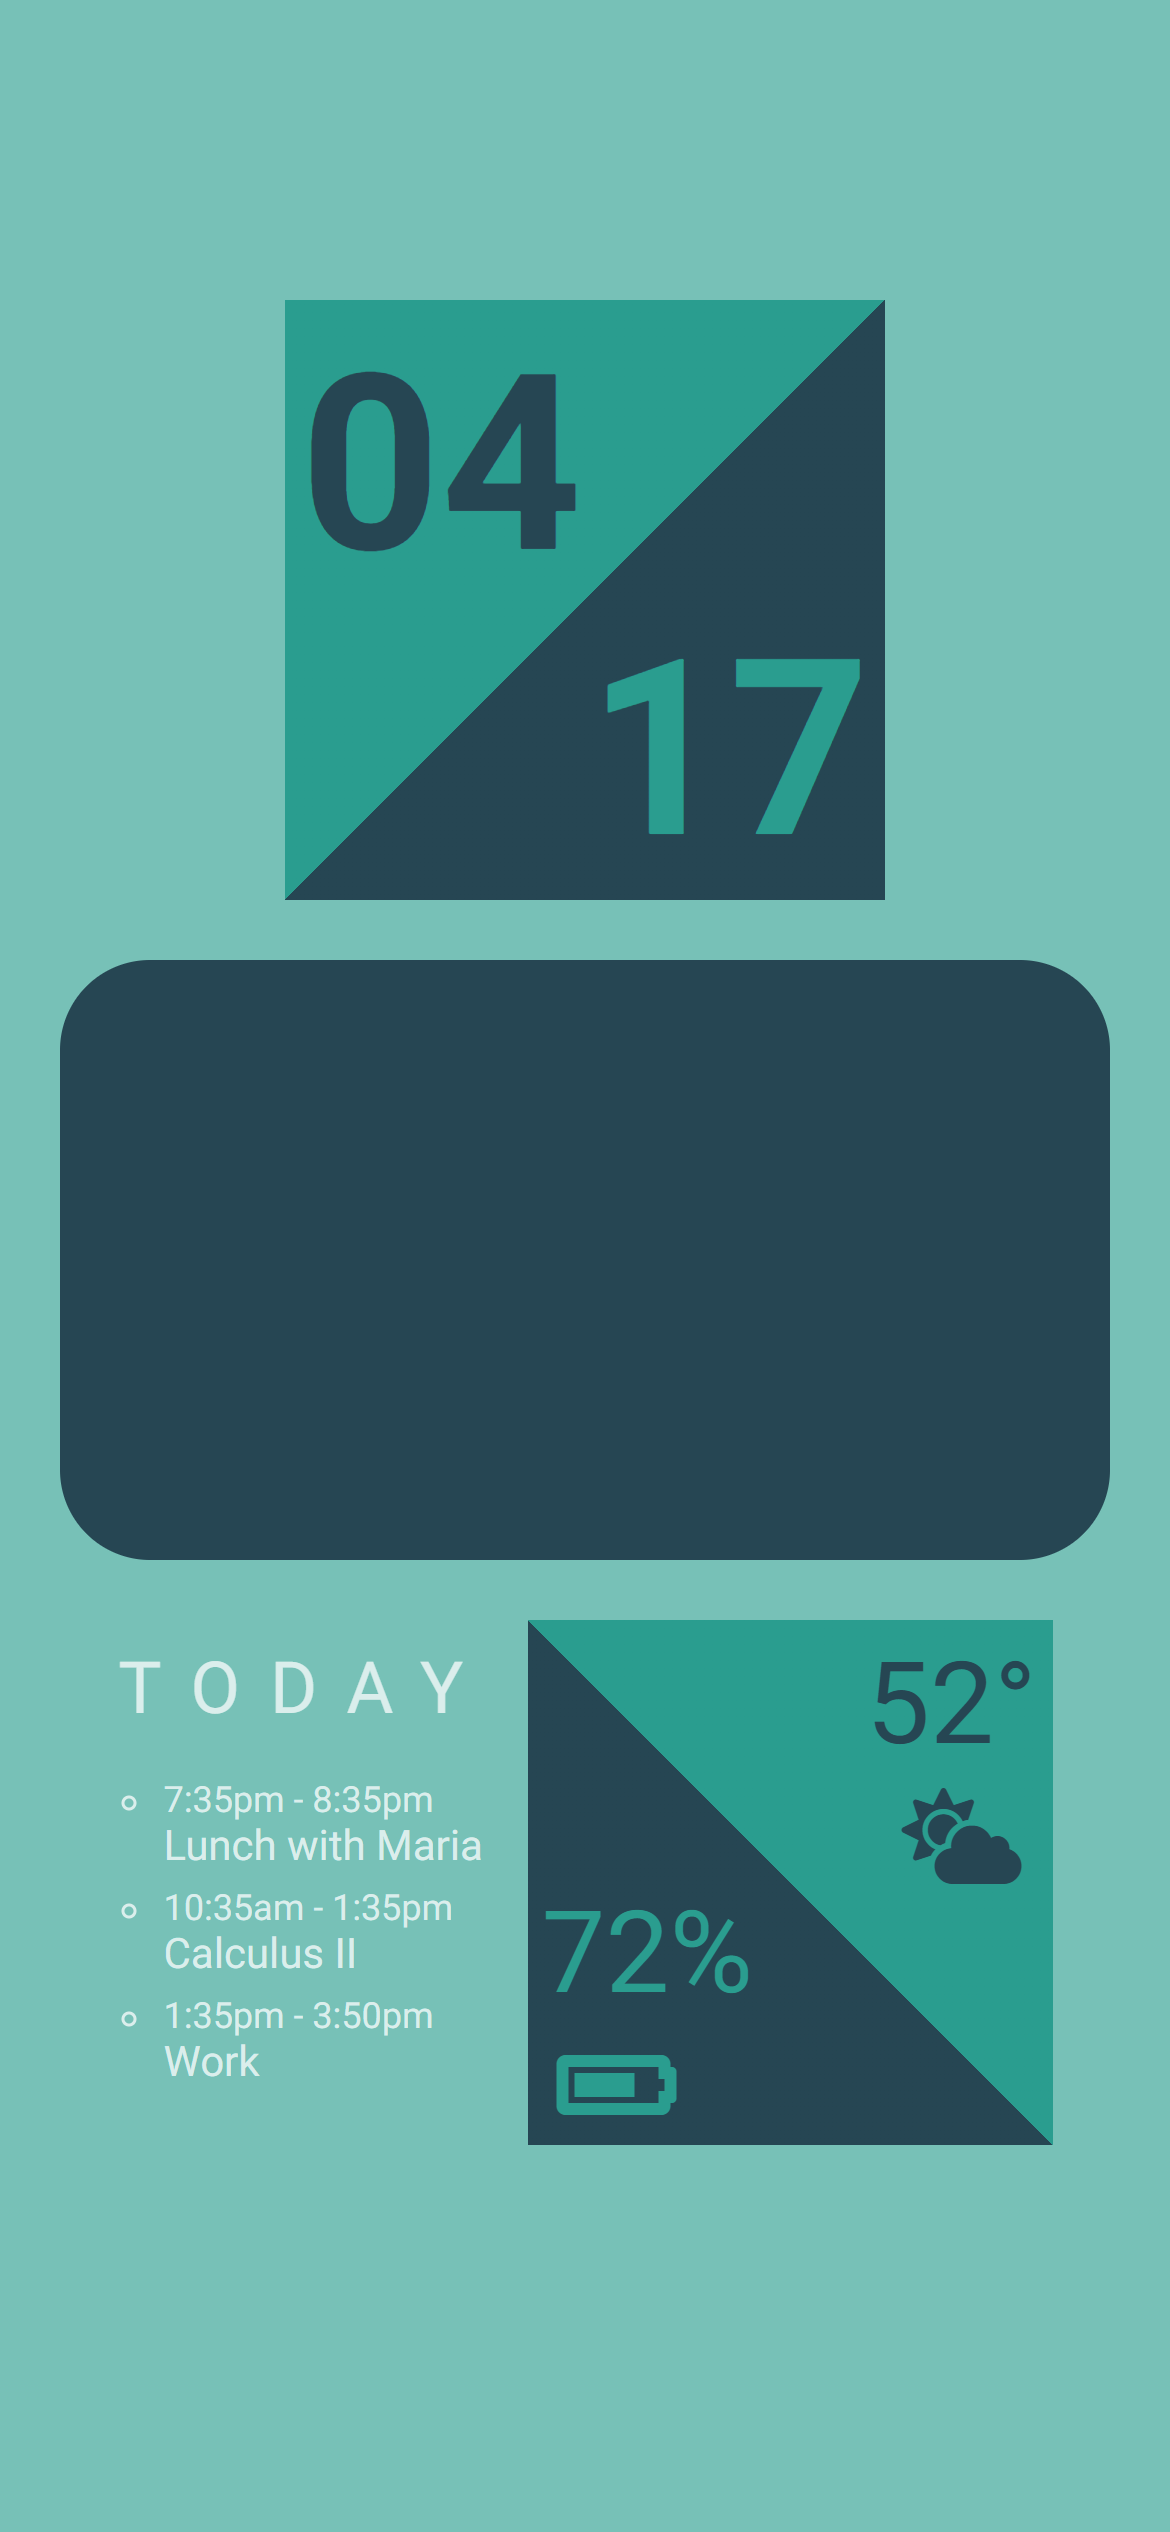 04
17
TODAY
7:35pm - 8:35pm
Lunch with Maria
10:35am - 1:35pm
Calculus II
1:35pm - 3:50pm
Work
52°
72%